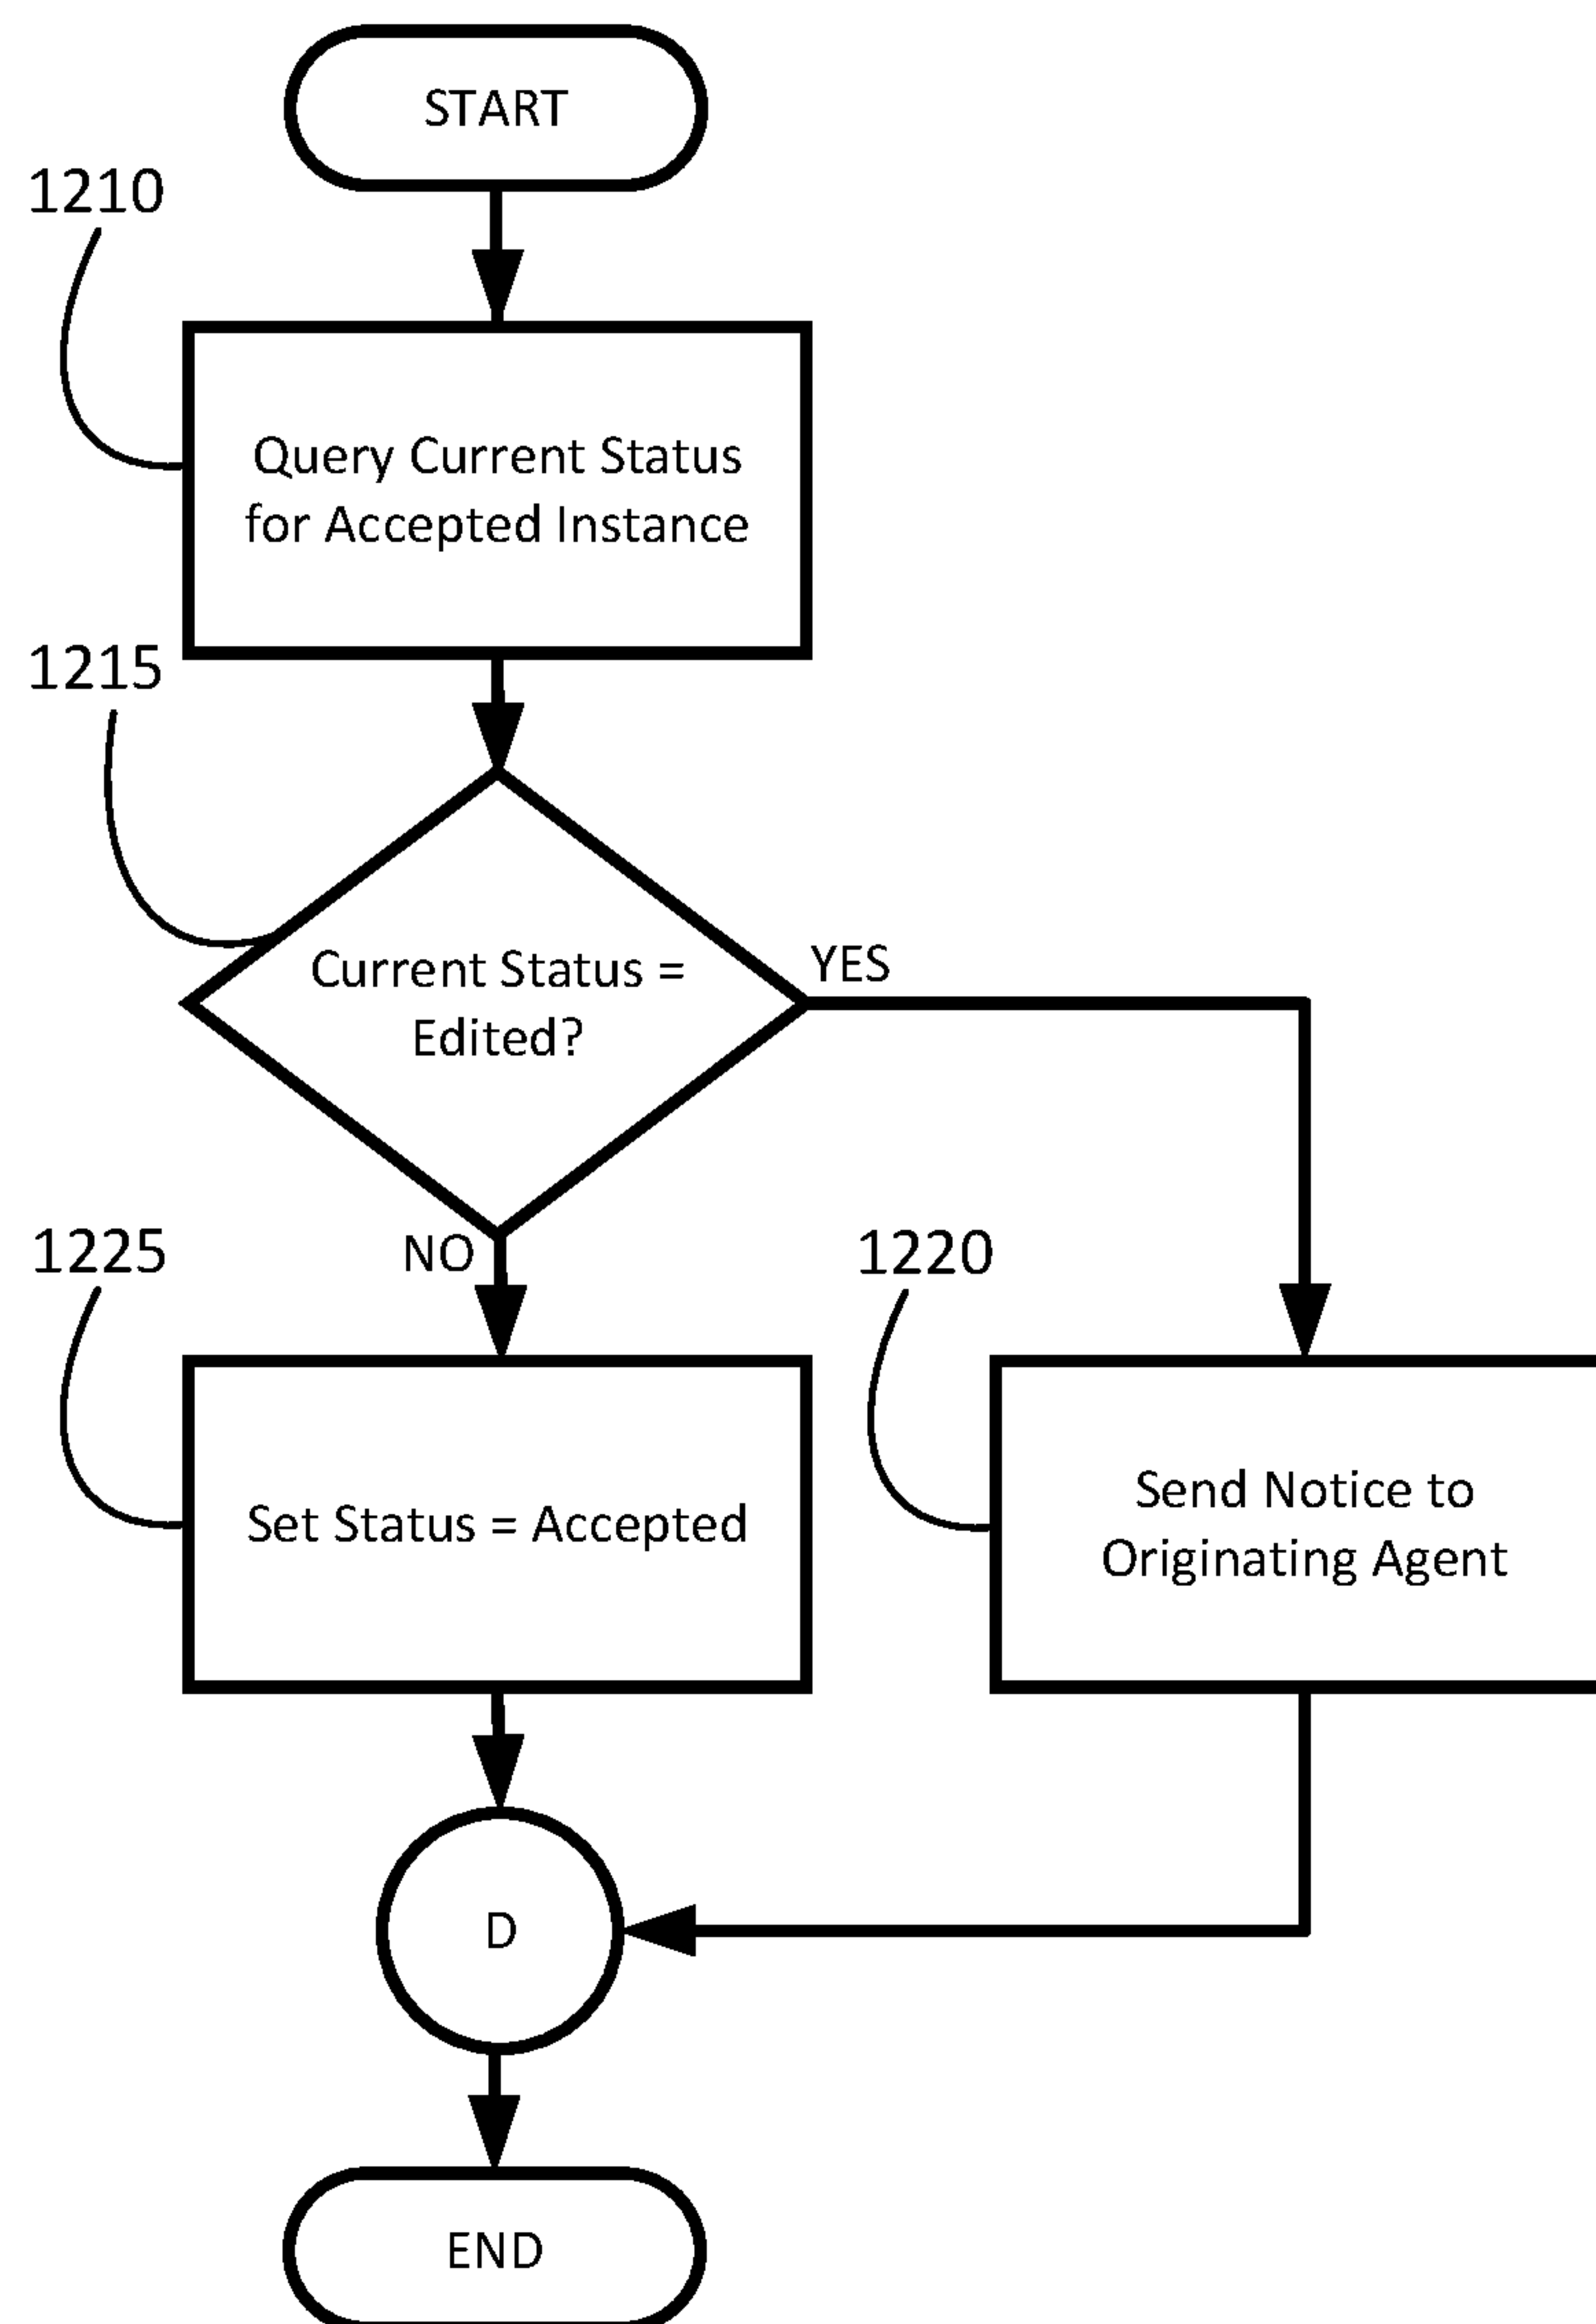 START
1210
Query Current Status
for Accepted Instance
1215
Current Status =
Edited?
YES
NO
1225
Set Status = Accepted
1220
Send Notice to
Originating Agent
D
END